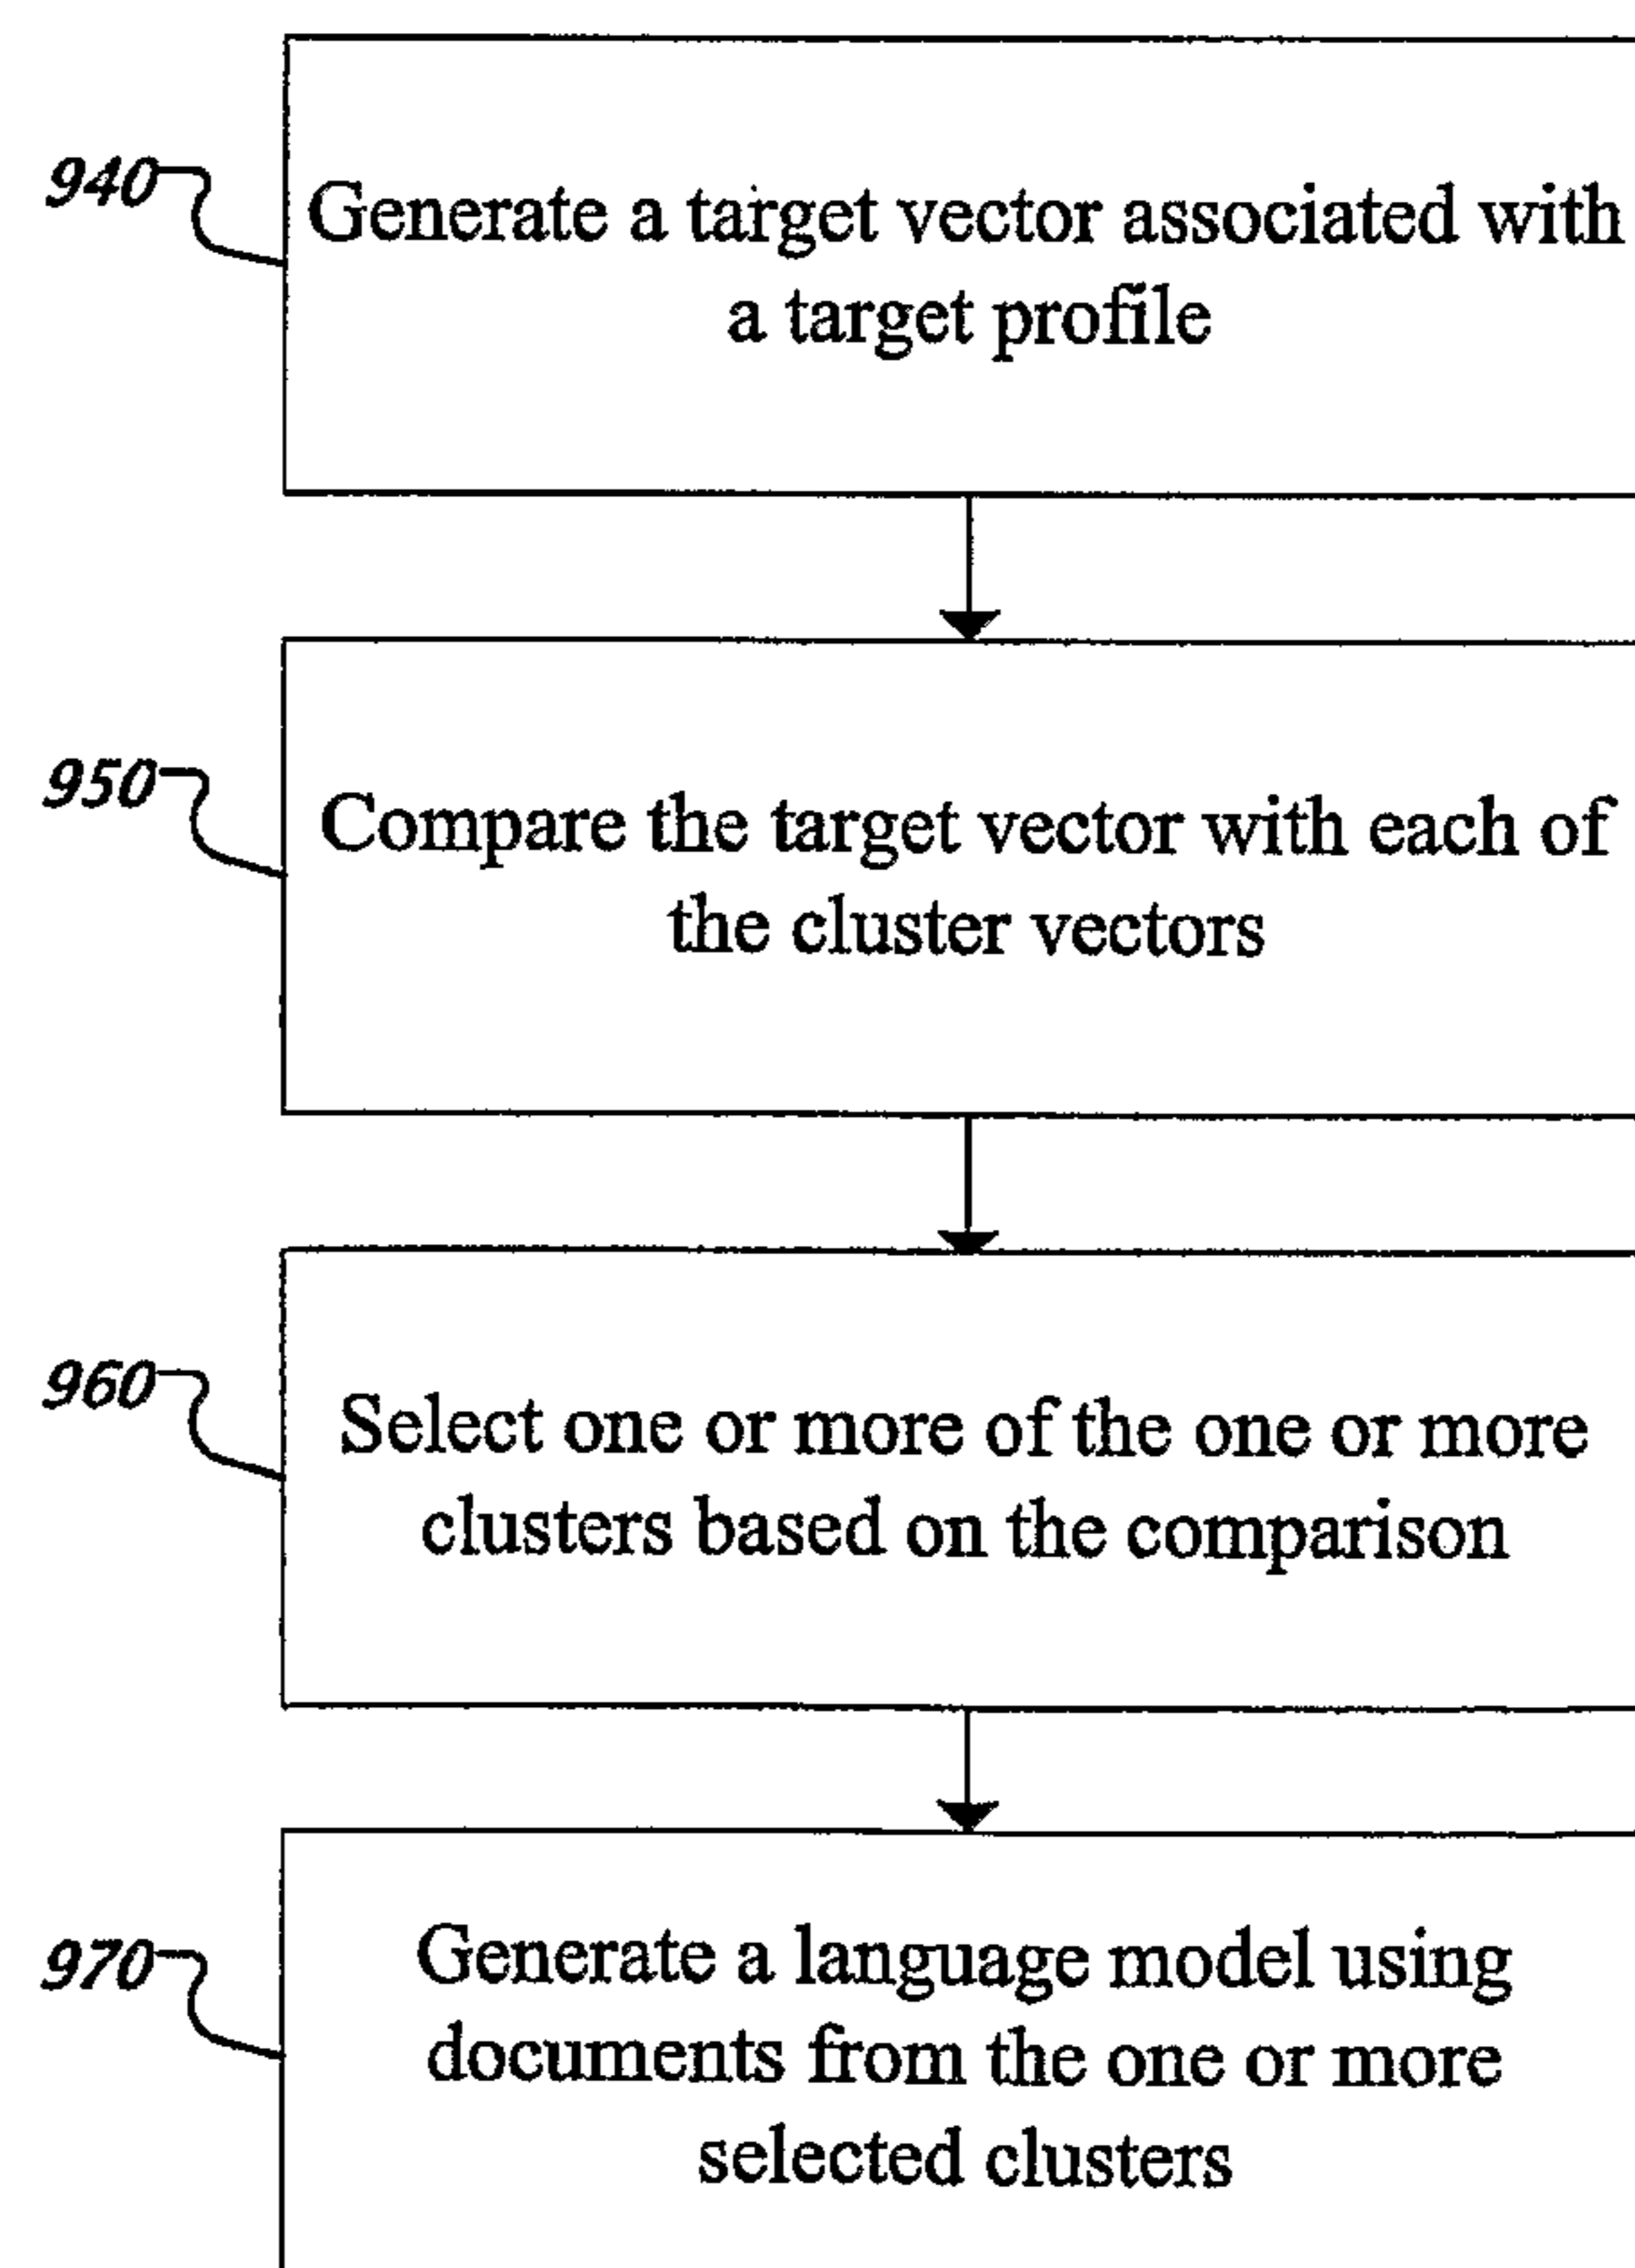 940
Generate a target vector associated with
a target profile
950
Compare the target vector with each of
the cluster vectors
960
Select one or more of the one or more
clusters based on the comparison
970
Generate a language model using
documents from the one or more
selected clusters